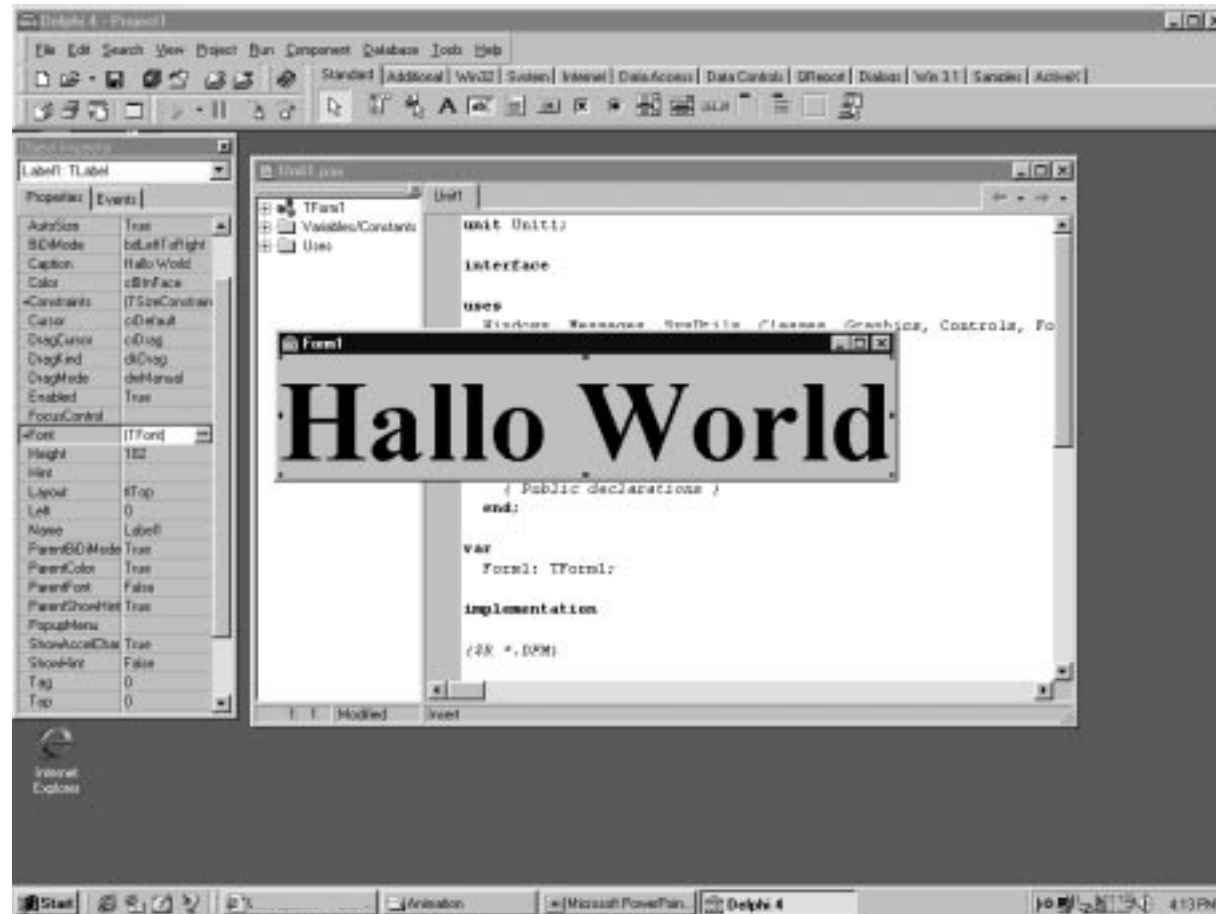 Delphi 4 - Project1
File Edit Search View Project Run Component Database Tools Help
Standard Additional Win32 System Internet Data Access Data Controls QReport Dialogs Win 3.1 Samples ActiveX
Object Inspector
Label1: TLabel
Properties Events
AutoSize True
BiDiMode bdLeftToRight
Caption Hallo World
Color clBtnFace
+Constraints (TSizeConstrain
Cursor crDefault
DragCursor crDrag
DragKind dkDrag
DragMode dmManual
Enabled True
FocusControl
+Font (TFont)
Height 102
Hint
Layout tlTop
Left 0
Name Label1
ParentBiDiMode True
ParentColor True
ParentFont False
ParentShowHint True
PopupMenu
ShowAccelChar True
ShowHint False
Tag 0
Top 0
Unit1.pas
TForm1
Variables/Constants
Uses
Unit1
unit Unit1;
interface
uses
Windows, Messages, SysUtils, Classes, Graphics, Controls, Fo
Form1
Hallo World
{ Public declarations }
end;
var
Form1: TForm1;
implementation
{$R *.DFM}
1: 1 Modified Insert
Internet
Explorer
Start
Animation
Microsoft PowerPoin...
Delphi 4
4:13 PM